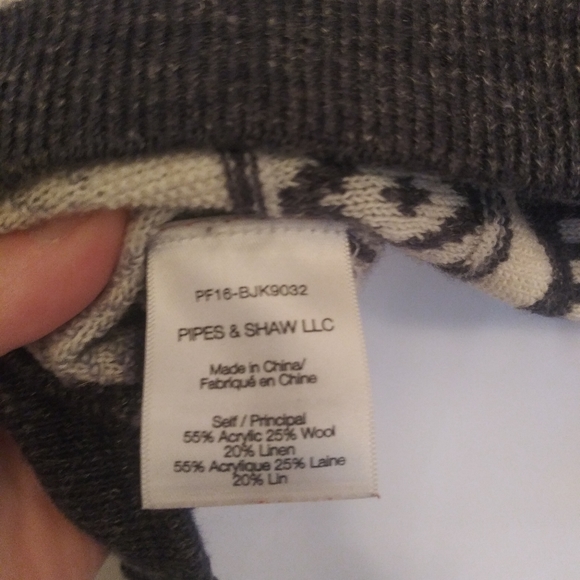 PF16-BJK9032
PIPES & SHAW LLC
Made in China/
Fabriqué en Chine
Self / Principal
55% Acrylic 25% Wool
20% Linen
55% Acrylique 25% Laine
20% Lin